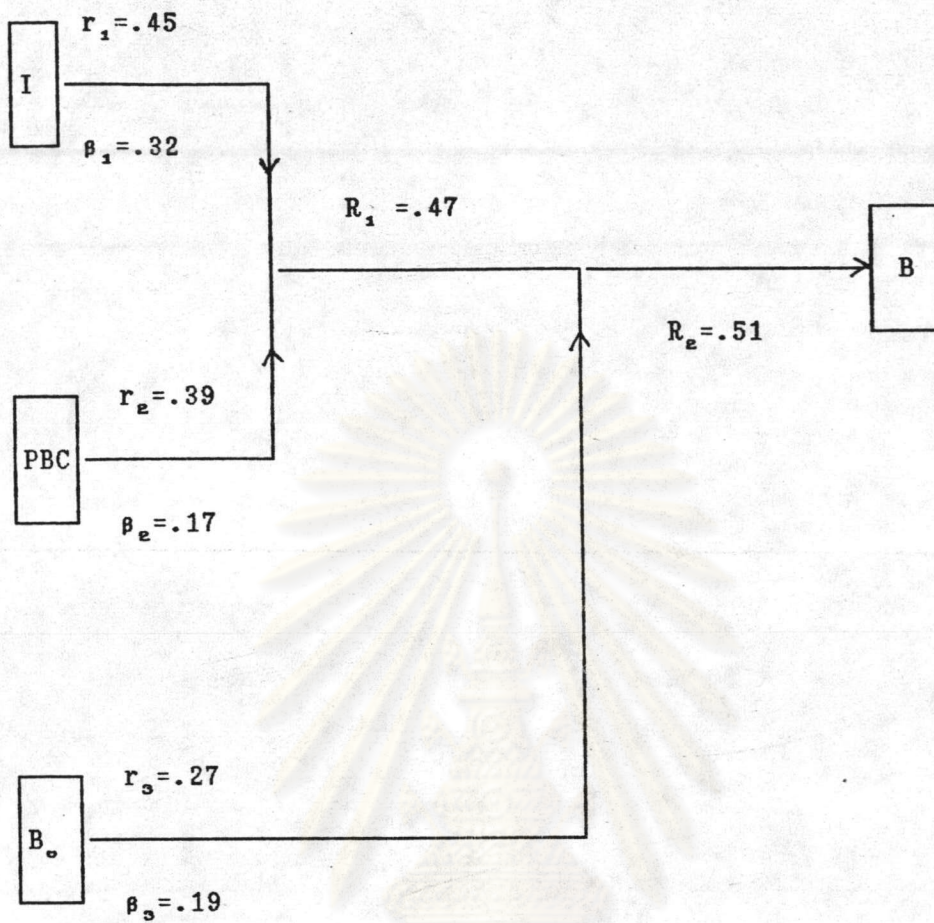 r₁=.45
I
β₁=.32
R₁ =.47
B
R₂=.51
r₂=.39
PBC
β₂=.17
r₃=.27
B₀
β₃=.19